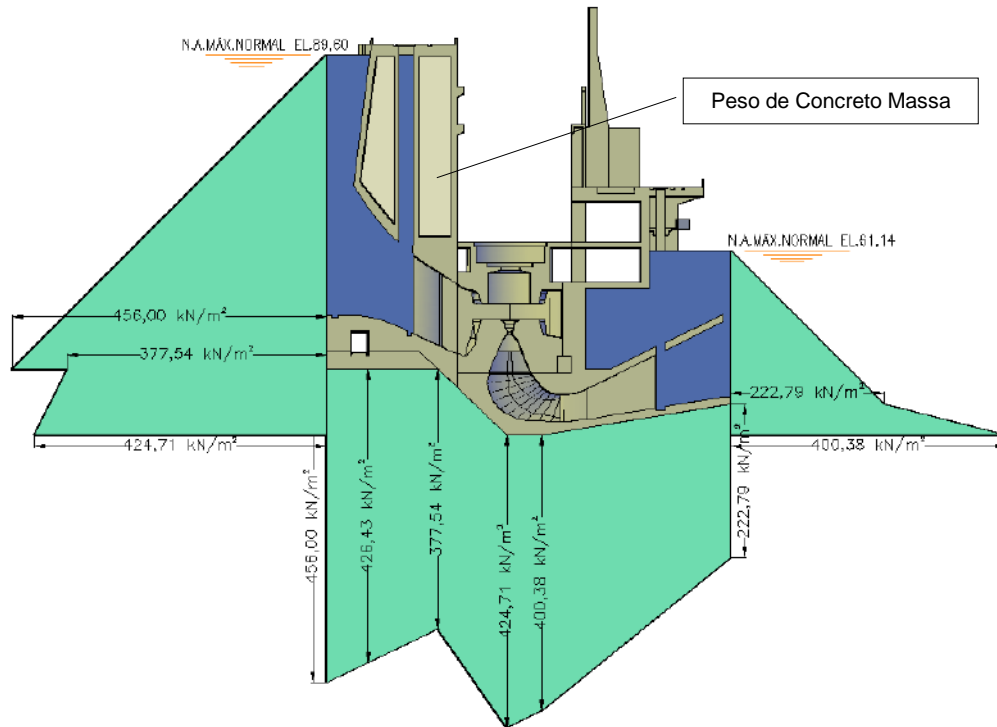 N.A.MÁX.NORMAL EL.89,60
Peso de Concreto Massa
N.A.MÁX.NORMAL EL.61,14
456,00 kN/m²
377,54 kN/m²
424,71 kN/m²
222,79 kN/m²
400,38 kN/m²
456,00 kN/m²
426,43 kN/m²
377,54 kN/m²
424,71 kN/m²
400,38 kN/m²
222,79 kN/m²